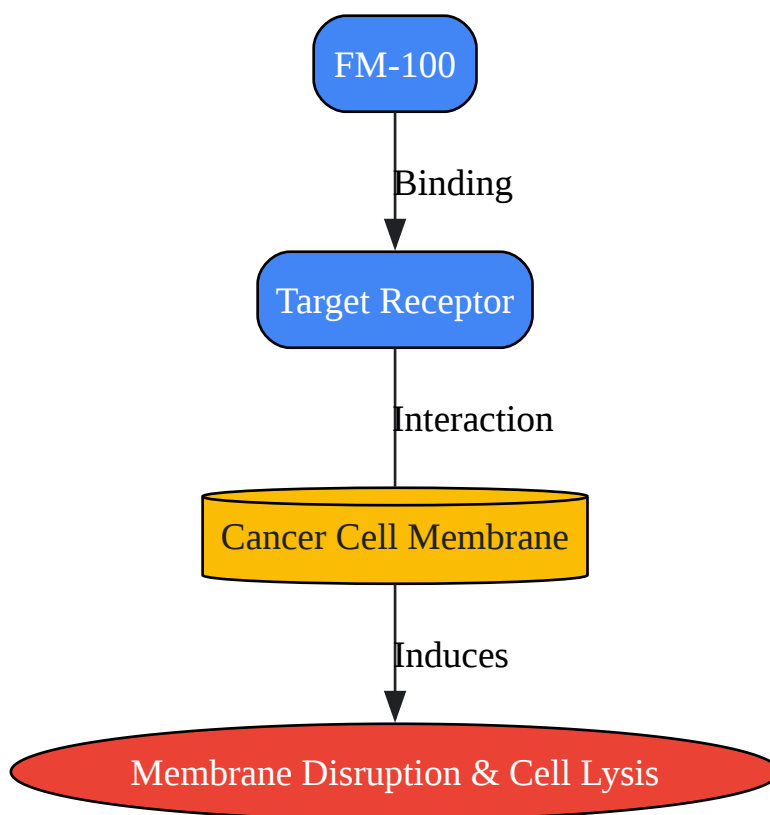 FM-100
Binding
Target Receptor
Interaction
Cancer Cell Membrane
Induces
Membrane Disruption & Cell Lysis